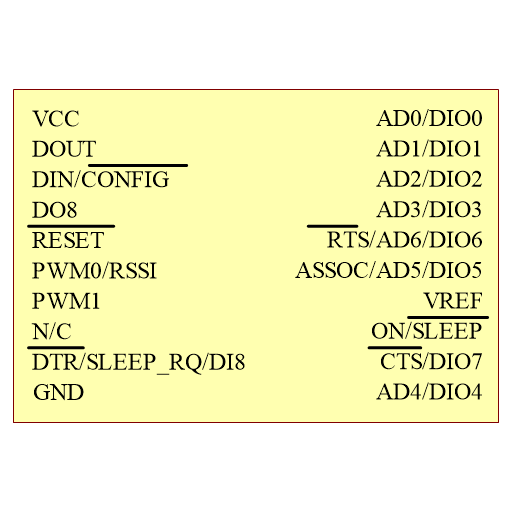 VCC
DOUT
DIN/CONFIG
DO8
RESET
PWM0/RSSI
PWM1
N/C
DTR/SLEEP_RQ/DI8
GND
AD0/DIO0
AD1/DIO1
AD2/DIO2
AD3/DIO3
RTS/AD6/DIO6
ASSOC/AD5/DIO5
VREF
ON/SLEEP
CTS/DIO7
AD4/DIO4